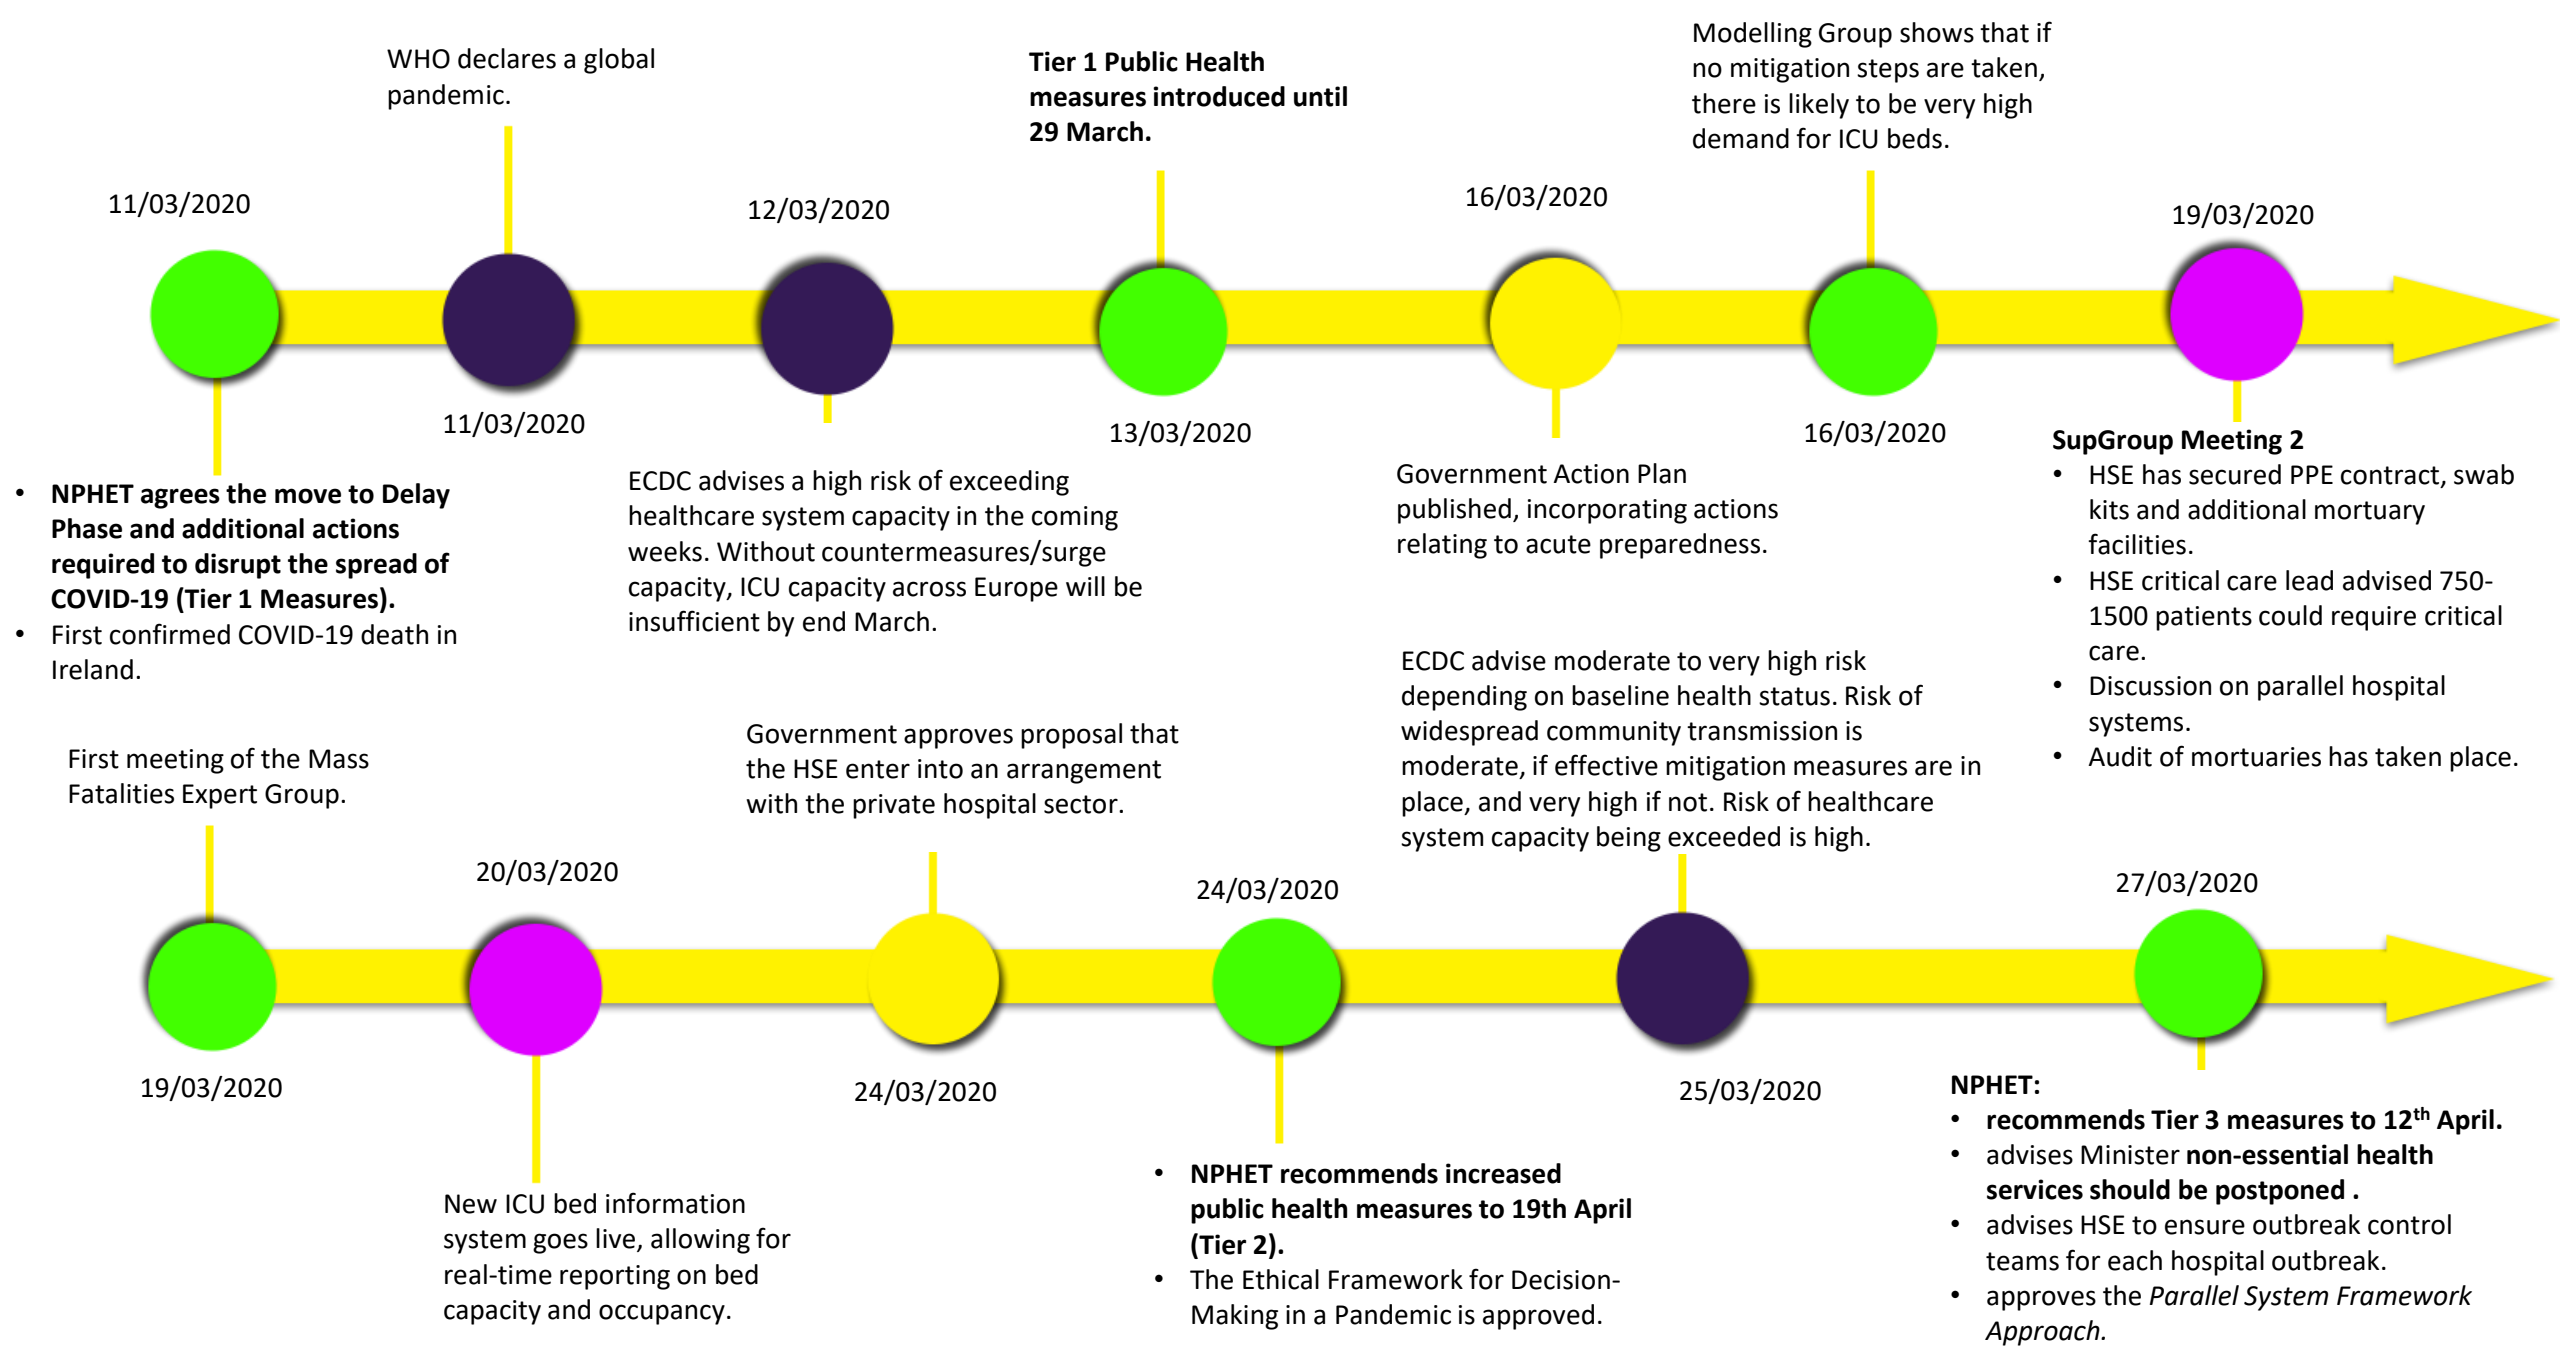 11/03/2020
• NPHET agrees the move to Delay
Phase and additional actions
required to disrupt the spread of
COVID-19 (Tier 1 Measures).
• First confirmed COVID-19 death in
Ireland.
WHO declares a global
pandemic.
11/03/2020
12/03/2020
ECDC advises a high risk of exceeding
healthcare system capacity in the coming
weeks. Without countermeasures/surge
capacity, ICU capacity across Europe will be
insufficient by end March.
Tier 1 Public Health
measures introduced until
29 March.
13/03/2020
16/03/2020
Government Action Plan
published, incorporating actions
relating to acute preparedness.
Modelling Group shows that if
no mitigation steps are taken,
there is likely to be very high
demand for ICU beds.
16/03/2020
19/03/2020
SupGroup Meeting 2
• HSE has secured PPE contract, swab
kits and additional mortuary
facilities.
• HSE critical care lead advised 750-
1500 patients could require critical
care.
• Discussion on parallel hospital
systems.
• Audit of mortuaries has taken place.
First meeting of the Mass
Fatalities Expert Group.
19/03/2020
20/03/2020
New ICU bed information
system goes live, allowing for
real-time reporting on bed
capacity and occupancy.
Government approves proposal that
the HSE enter into an arrangement
with the private hospital sector.
24/03/2020
24/03/2020
• NPHET recommends increased
public health measures to 19th April
(Tier 2).
• The Ethical Framework for Decision-
Making in a Pandemic is approved.
ECDC advise moderate to very high risk
depending on baseline health status. Risk of
widespread community transmission is
moderate, if effective mitigation measures are in
place, and very high if not. Risk of healthcare
system capacity being exceeded is high.
25/03/2020
27/03/2020
NPHET:
• recommends Tier 3 measures to 12th April.
• advises Minister non-essential health
services should be postponed .
• advises HSE to ensure outbreak control
teams for each hospital outbreak.
• approves the Parallel System Framework
Approach.